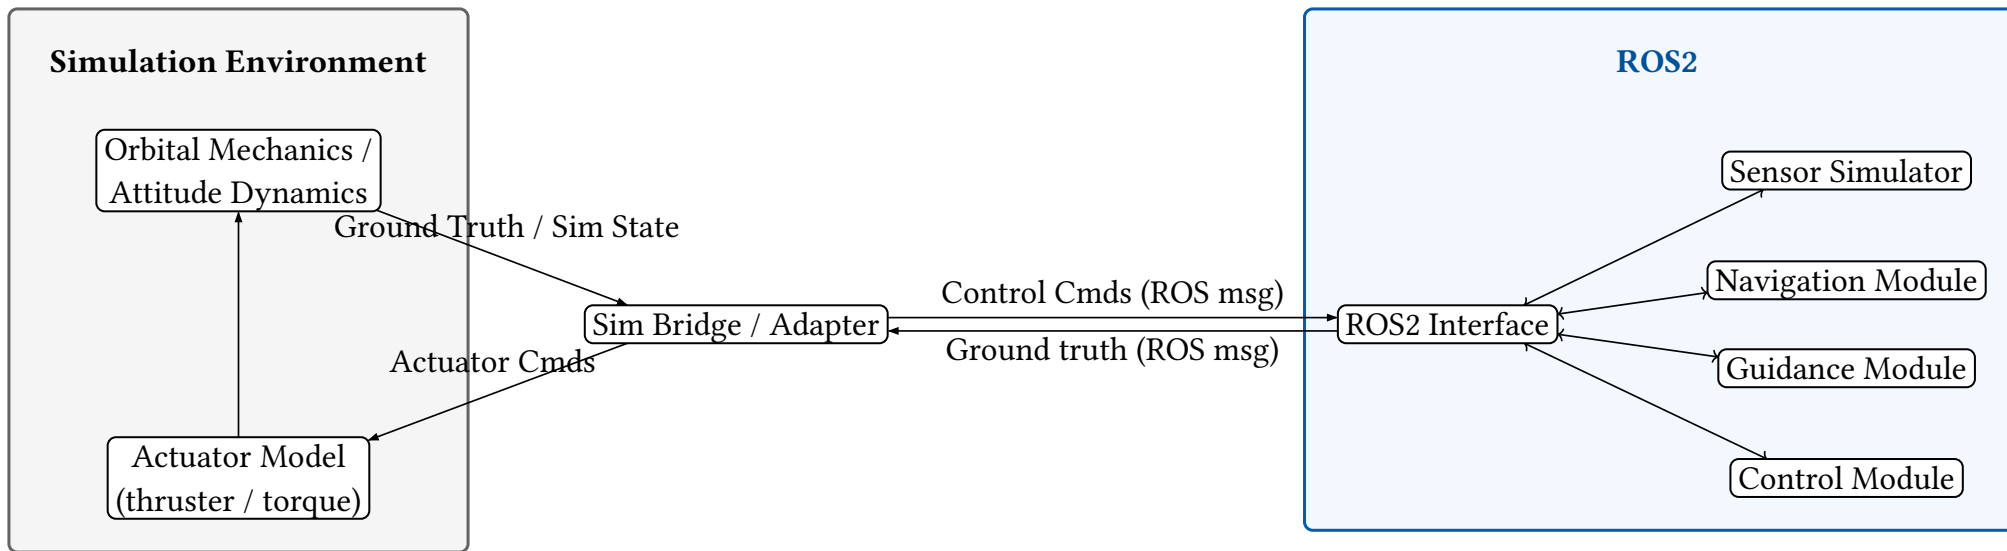 Simulation Environment
Orbital Mechanics /
Attitude Dynamics
Ground Truth / Sim State
Sim Bridge / Adapter
Actuator Cmds
Actuator Model
(thruster / torque)
Control Cmds (ROS msg)
Ground truth (ROS msg)
ROS2
ROS2 Interface
Sensor Simulator
Navigation Module
Guidance Module
Control Module